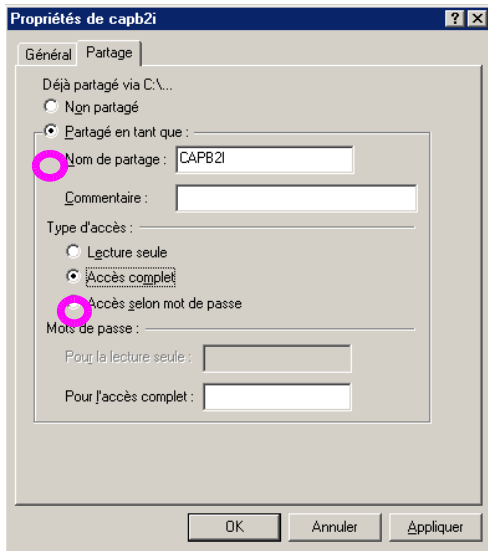 Propriétés de capb2i
Général Partage
Déjà partagé via C:\...
Non partagé
Partagé en tant que :
Nom de partage : CAPB2I
Commentaire :
Type d'accès :
Lecture seule
Accès complet
Accès selon mot de passe
Mots de passe :
Pour la lecture seule :
Pour l'accès complet :
OK Annuler Appliquer